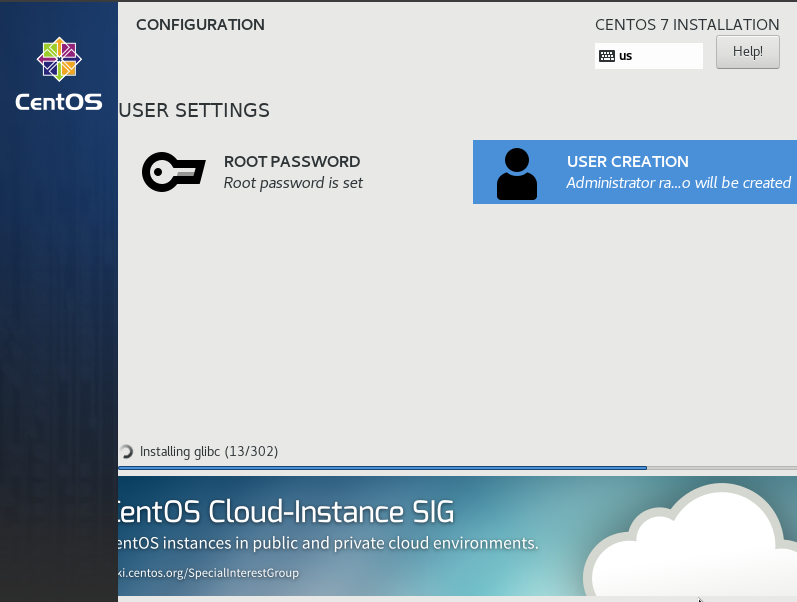 CONFIGURATION
CENTOS 7 INSTALLATION
us
Help!
CentOS
USER SETTINGS
ROOT PASSWORD
Root password is set
USER CREATION
Administrator ra...o will be created
Installing glibc (13/302)
CentOS Cloud-Instance SIG
entOS instances in public and private cloud environments.
ki.centos.org/SpecialInterestGroup